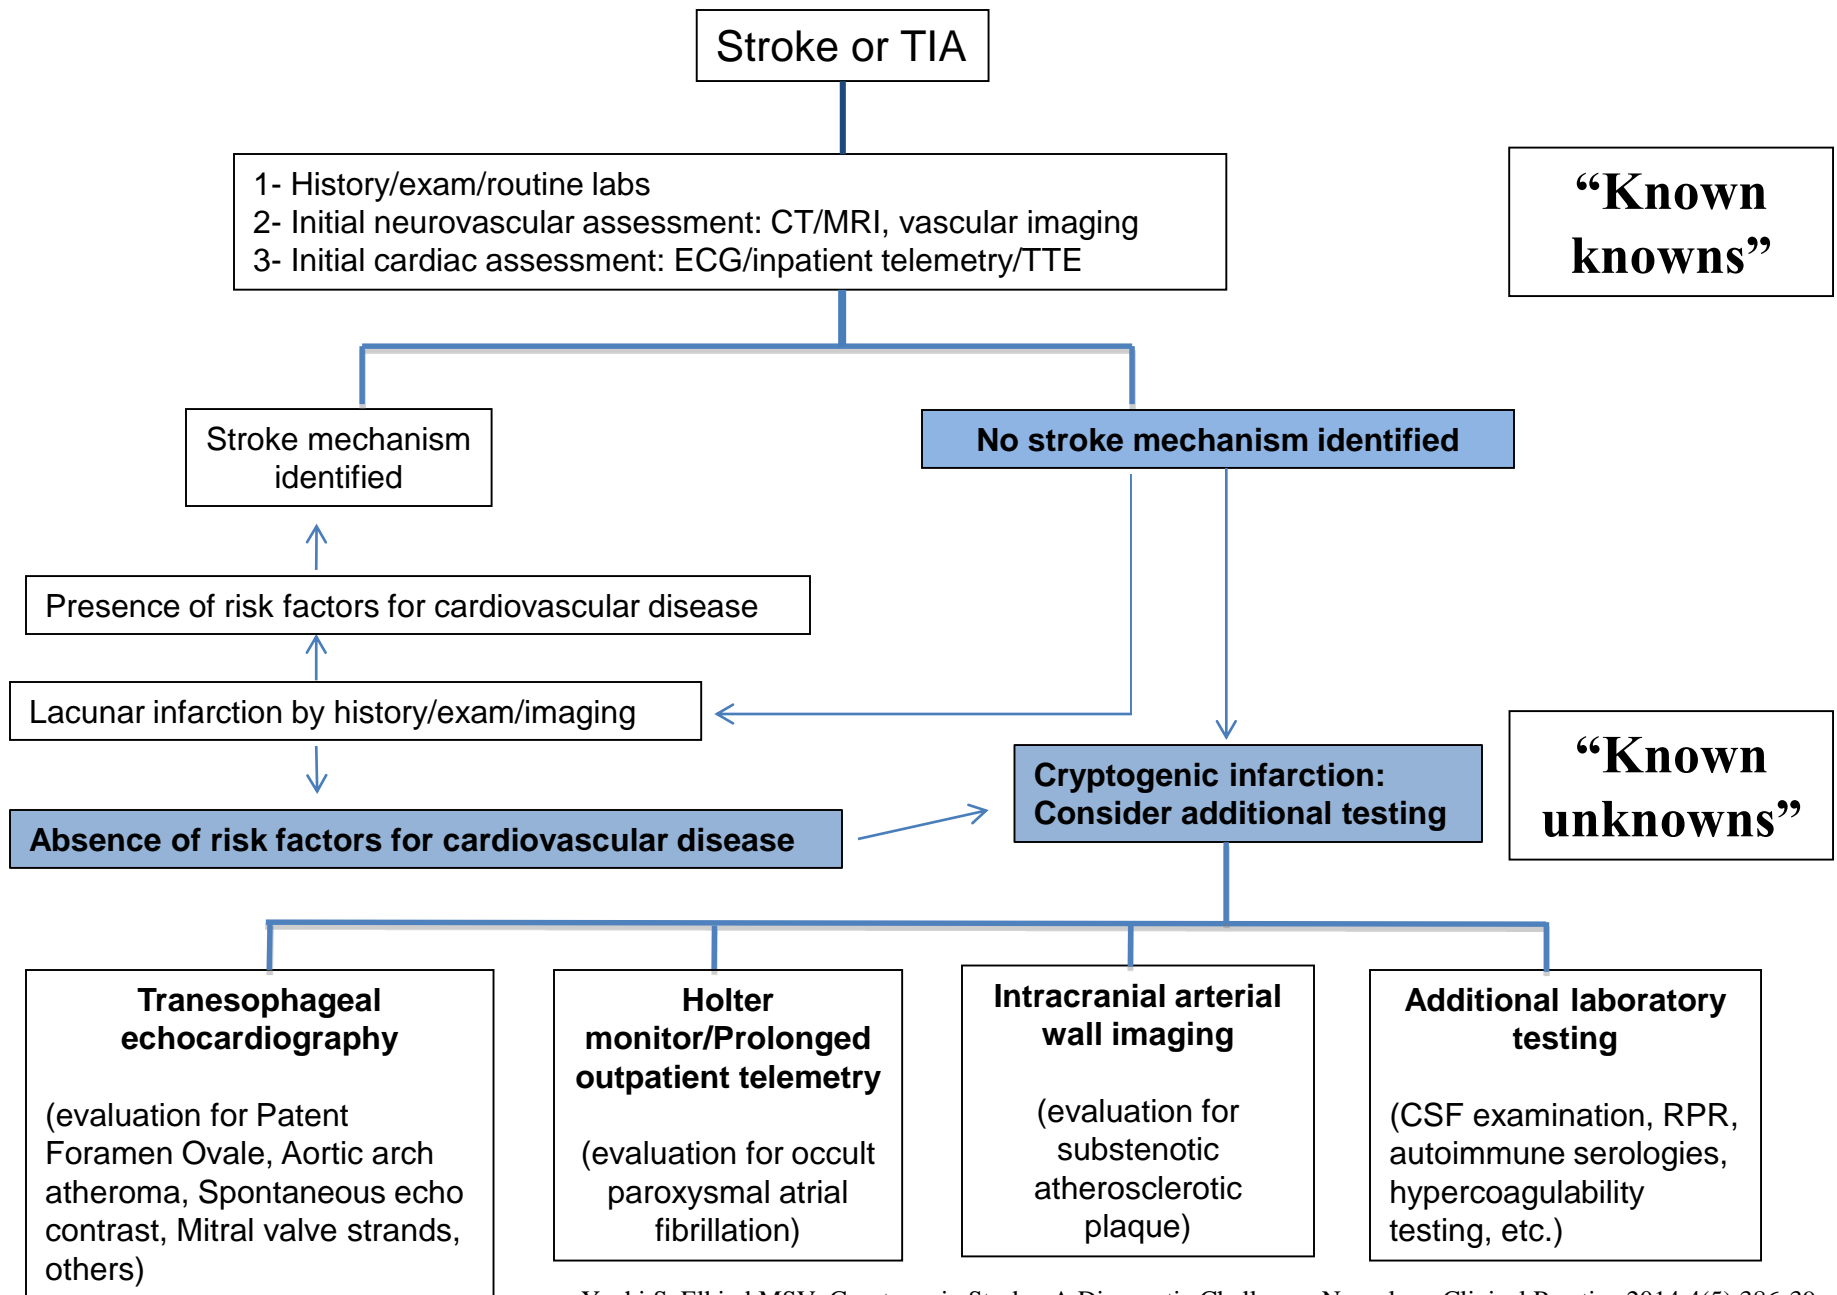 Stroke or TIA
1- History/exam/routine labs
2- Initial neurovascular assessment: CT/MRI, vascular imaging
3- Initial cardiac assessment: ECG/inpatient telemetry/TTE
“Known
knowns”
Stroke mechanism
identified
No stroke mechanism identified
Presence of risk factors for cardiovascular disease
Lacunar infarction by history/exam/imaging
Absence of risk factors for cardiovascular disease
Cryptogenic infarction:
Consider additional testing
“Known
unknowns”
Tranesophageal
echocardiography
(evaluation for Patent
Foramen Ovale, Aortic arch
atheroma, Spontaneous echo
contrast, Mitral valve strands,
others)
Holter
monitor/Prolonged
outpatient telemetry
(evaluation for occult
paroxysmal atrial
fibrillation)
Intracranial arterial
wall imaging
(evaluation for
substenotic
atherosclerotic
plaque)
Additional laboratory
testing
(CSF examination, RPR,
autoimmune serologies,
hypercoagulability
testing, etc.)